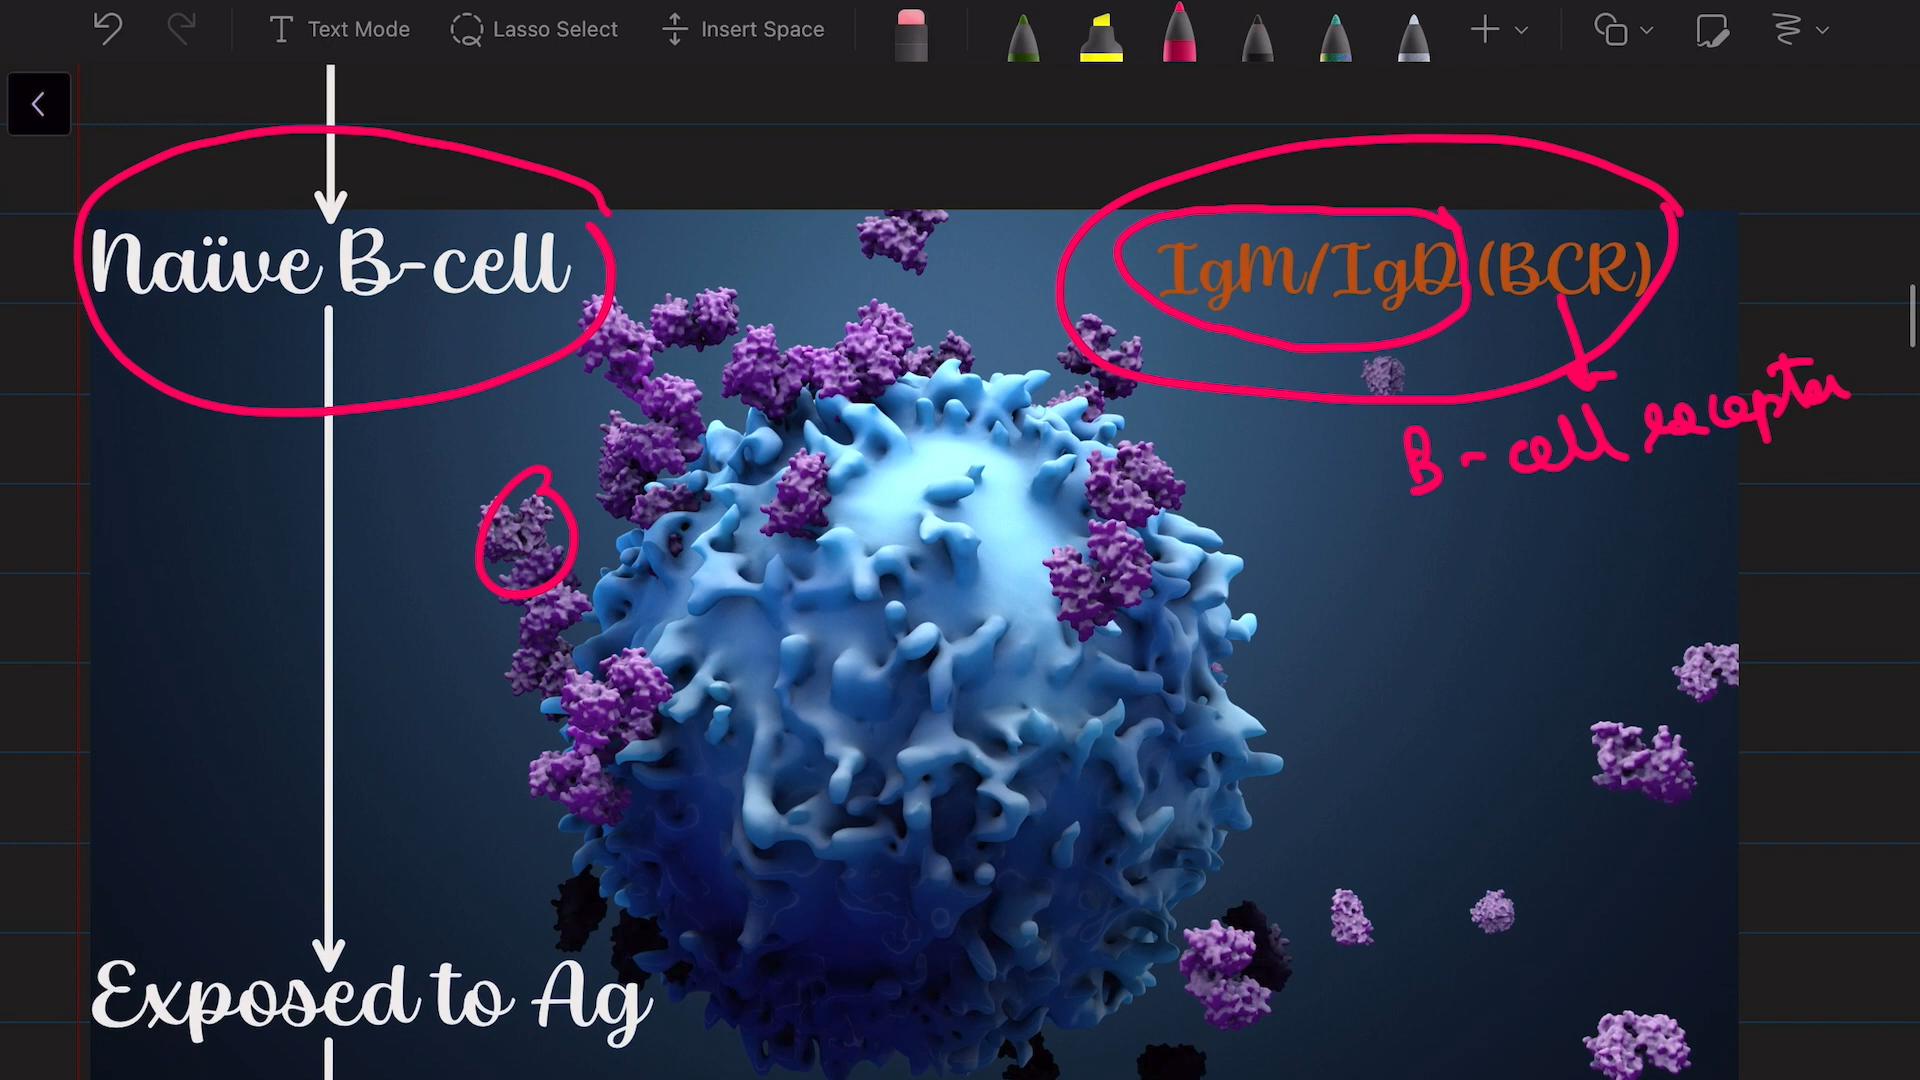 Text Mode Lasso Select Insert Space
Naïve B-cell IgM/IgD (BCR)
B-cell receptor
Exposed to Ag